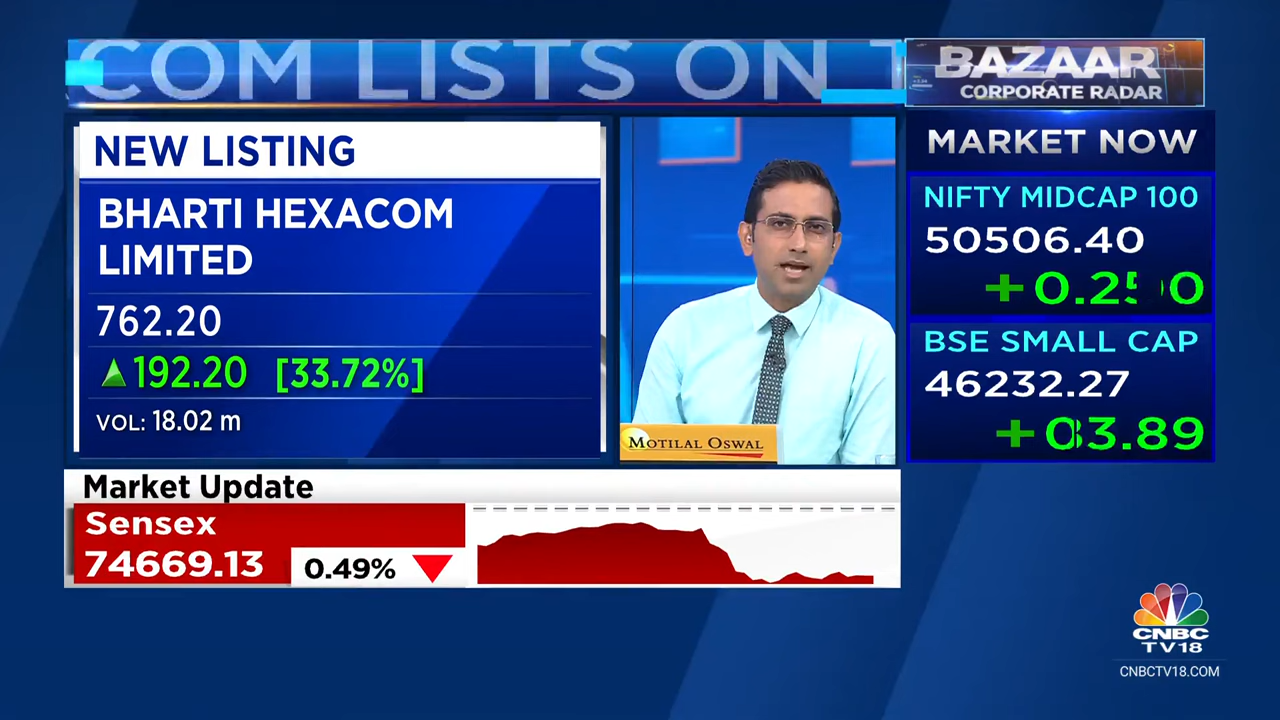 COM LISTS ON T
BAZAAR
CORPORATE RADAR
NEW LISTING
BHARTI HEXACOM
LIMITED
762.20
192.20 [33.72%]
VOL: 18.02 m
MOTILAL OSWAL
MARKET NOW
NIFTY MIDCAP 100
50506.40
BSE SMALL CAP
46232.27
Market Update
Sensex
74669.13
0.49%
CNBC
TV18
CNBCTV18.COM